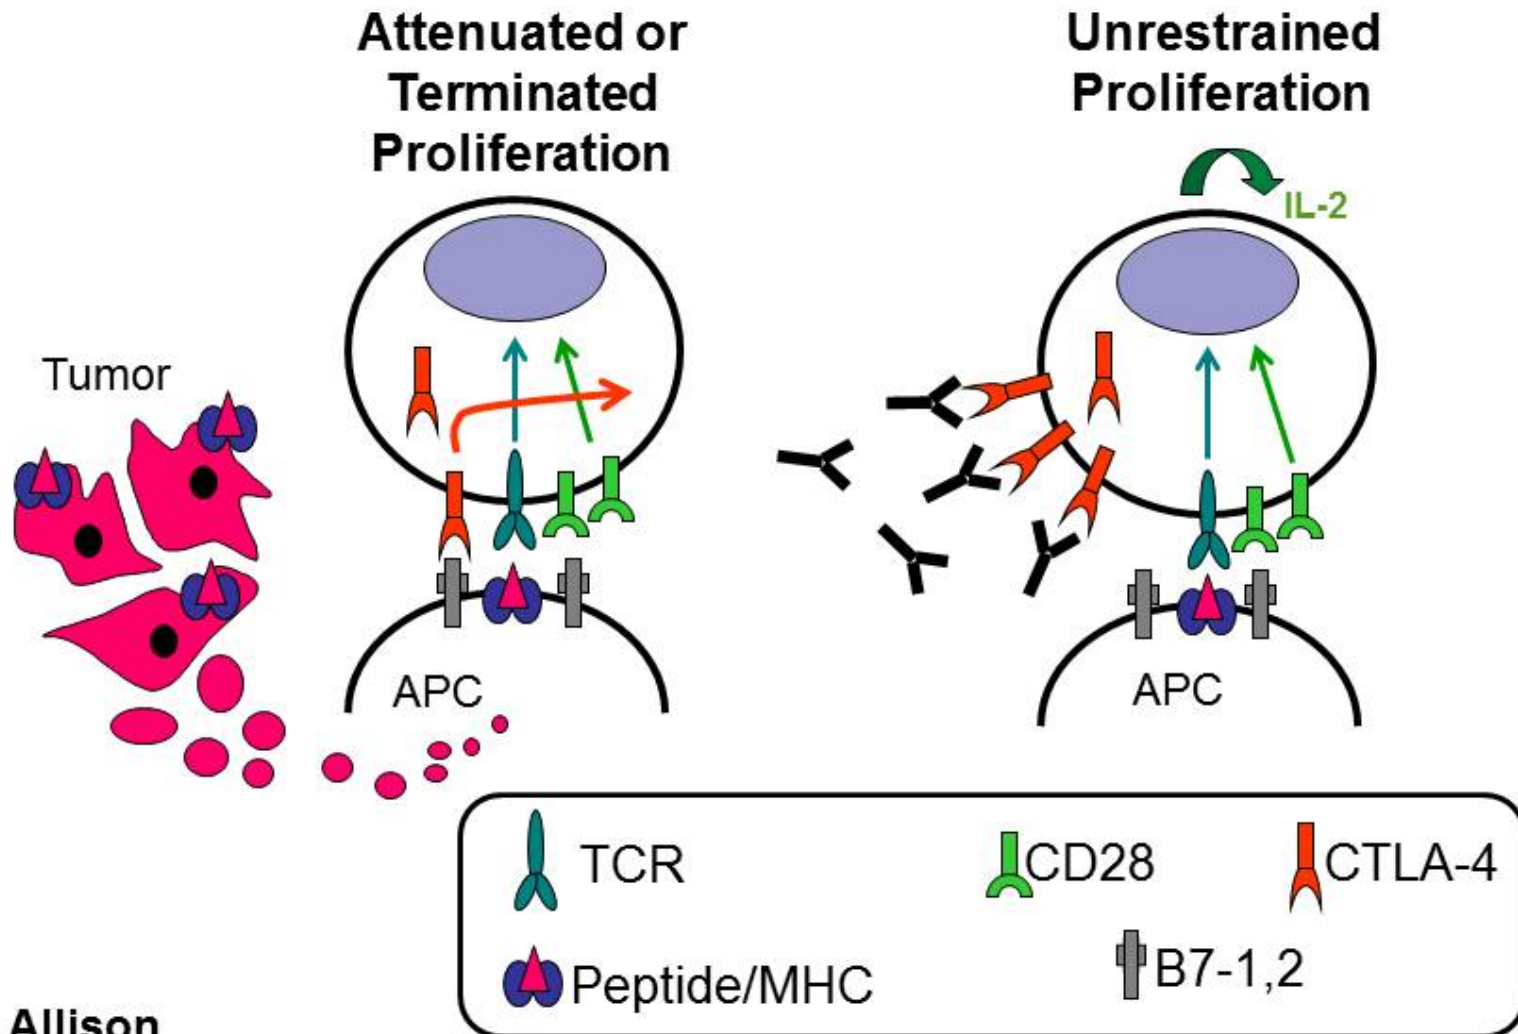 Attenuated or
Terminated
Proliferation
Unrestrained
Proliferation
IL-2
Tumor
APC
APC
TCR
CD28
CTLA-4
Peptide/MHC
B7-1,2
Allison